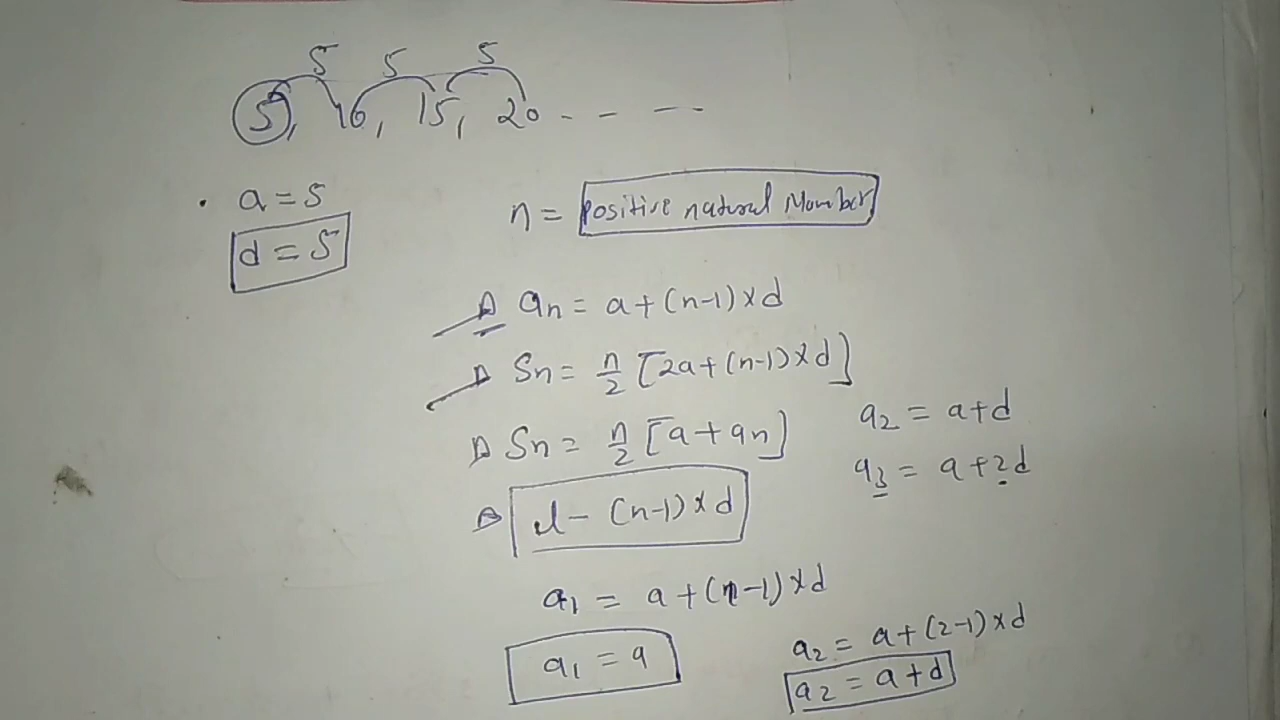 5 5 5
5, 10, 15, 20 - - - -
a = 5
n = positive natural Number
d = 5
an = a + (n-1) x d
Sn = n/2 [2a + (n-1) x d]
a2 = a + d
Sn = n/2 [a + an]
a3 = a + 2d
l - (n-1) x d
a1 = a + (1-1) x d
a2 = a + (2-1) x d
a1 = a
a2 = a + d